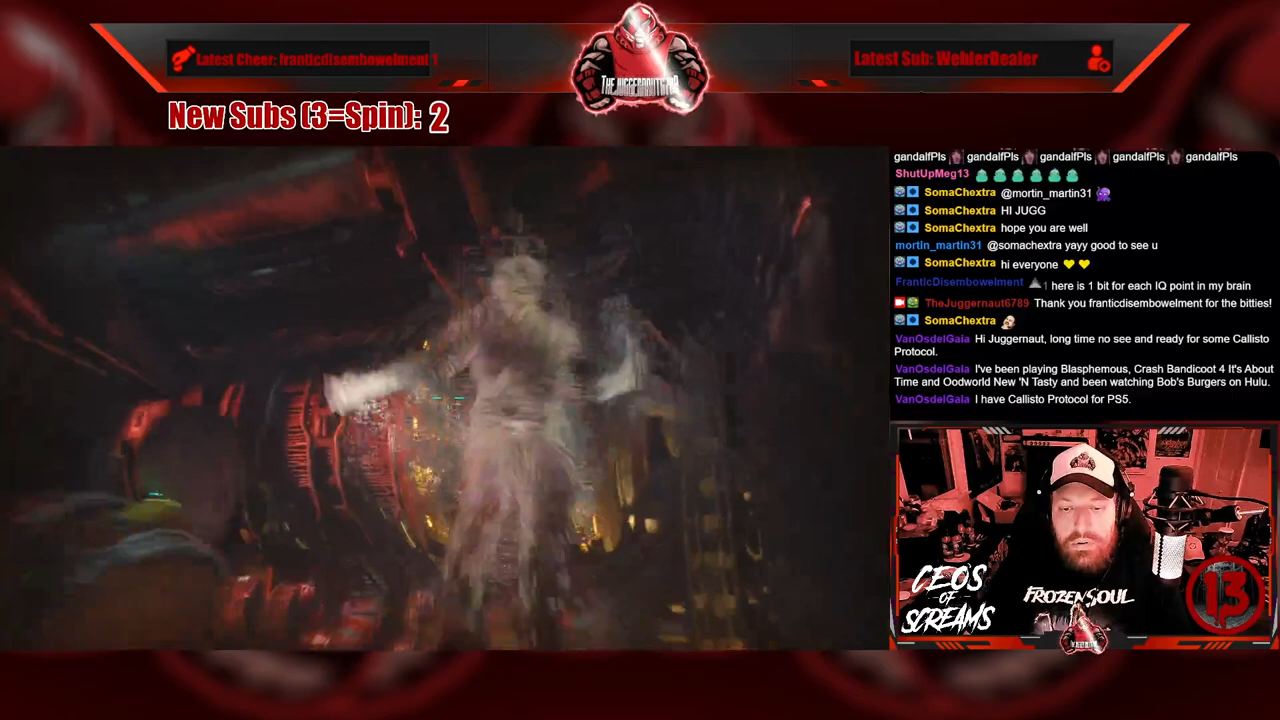 Latest Cheer: franticdisembowelment 1
THEJUGGERNAUT6789
Latest Sub: WehlerDealer
New Subs (3=Spin): 2
gandalfPls gandalfPls gandalfPls gandalfPls gandalfPls
ShutUpMeg13
SomaChextra @mortin_martin31
SomaChextra HI JUGG
SomaChextra hope you are well
mortin_martin31 @somachextra yayy good to see u
SomaChextra hi everyone 💛 💛
FranticDisembowelment 1 here is 1 bit for each IQ point in my brain
TheJuggernaut6789 Thank you franticdisembowelment for the bitties!
SomaChextra
VanOsdelGaia Hi Juggernaut, long time no see and ready for some Callisto
Protocol.
VanOsdelGaia I've been playing Blasphemous, Crash Bandicoot 4 It's About
Time and Oodworld New 'N Tasty and been watching Bob's Burgers on Hulu.
VanOsdelGaia I have Callisto Protocol for PS5.
CEOS
OF
SCREAMS
FROZEN SOUL
13